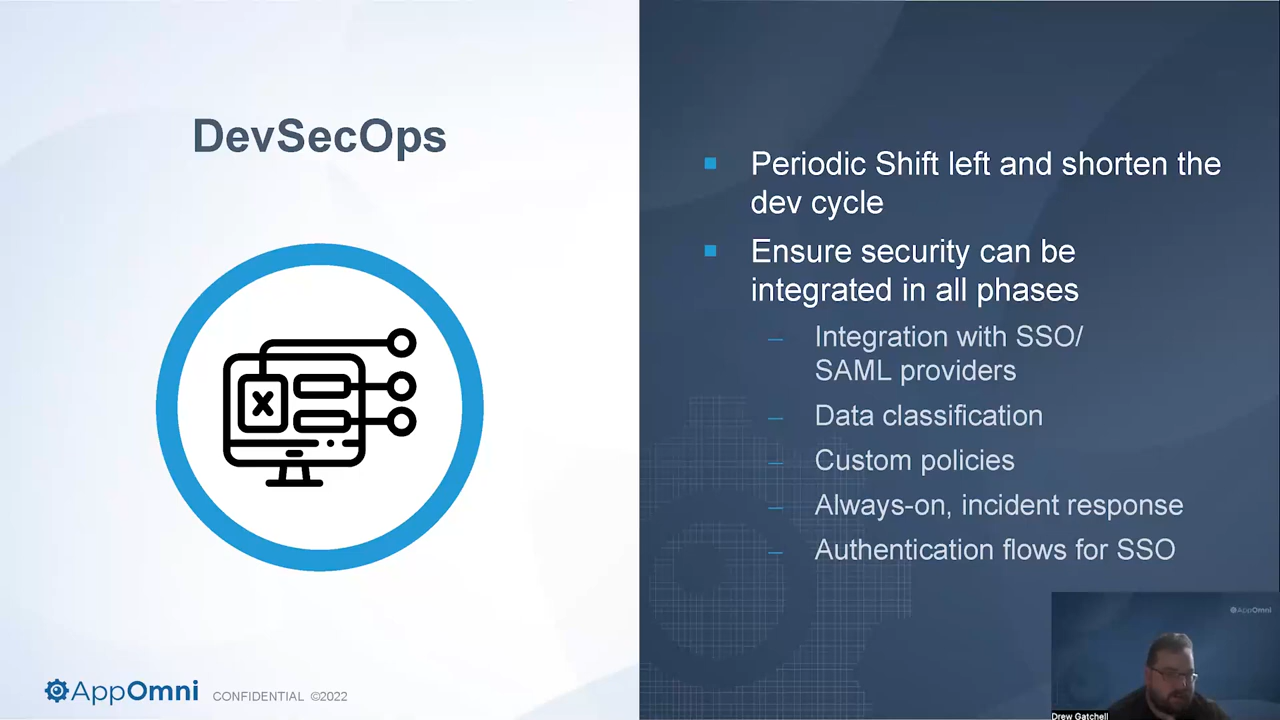 DevSecOps
Periodic Shift left and shorten the
dev cycle
Ensure security can be
integrated in all phases
Integration with SSO/
SAML providers
Data classification
Custom policies
Always-on, incident response
Authentication flows for SSO
AppOmni CONFIDENTIAL ©2022
AppOmni
Drew Gatchell